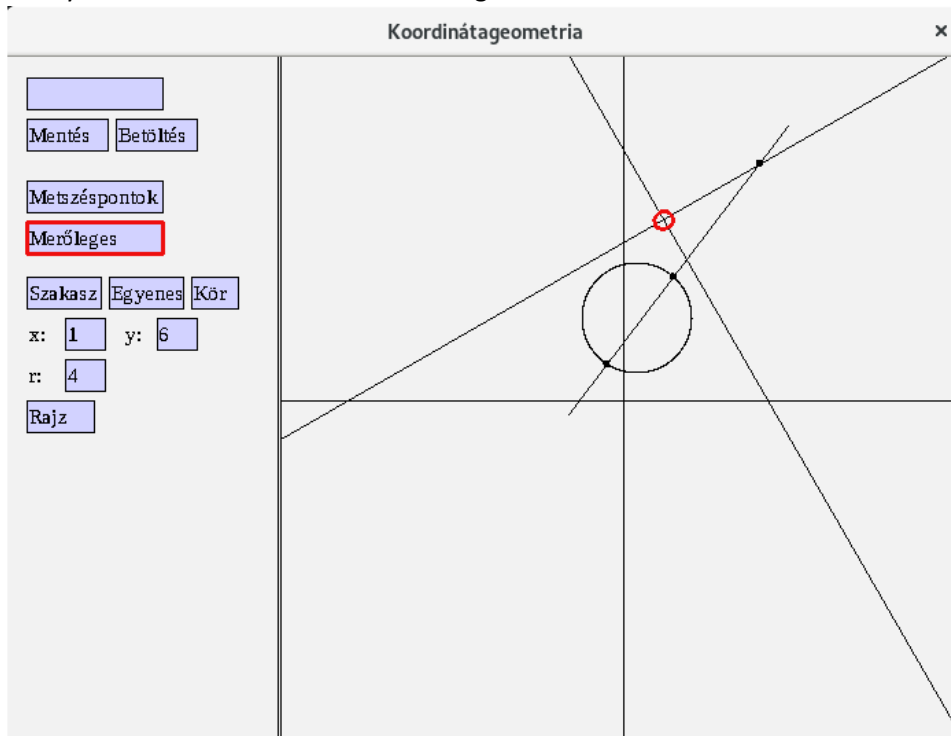 Koordinátageometria ×
Mentés Betöltés
Metszéspontok
Merőleges
Szakasz Egyenes Kör
x: 1 y: 6
r: 4
Rajz